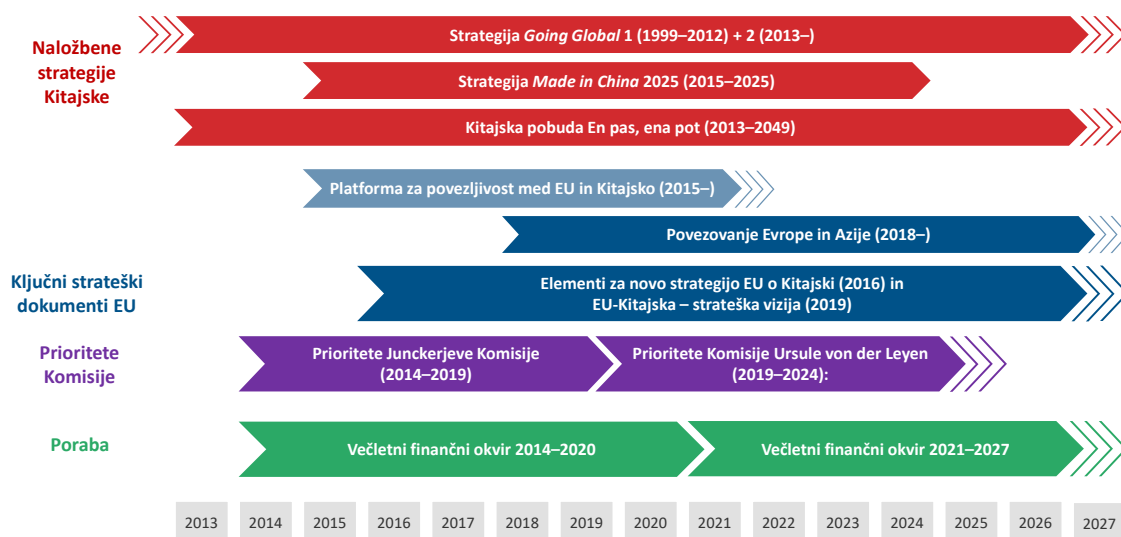 Naložbene
strategije
Kitajske
Strategija Going Global 1 (1999–2012) + 2 (2013–)
Strategija Made in China 2025 (2015–2025)
Kitajska pobuda En pas, ena pot (2013–2049)
Platforma za povezljivost med EU in Kitajsko (2015–)
Povezovanje Evrope in Azije (2018–)
Ključni strateški
dokumenti EU
Elementi za novo strategijo EU o Kitajski (2016) in
EU-Kitajska – strateška vizija (2019)
Prioritete
Komisije
Prioritete Junckerjeve Komisije
(2014–2019)
Prioritete Komisije Ursule von der Leyen
(2019–2024):
Poraba
Večletni finančni okvir 2014–2020
Večletni finančni okvir 2021–2027
2013 2014 2015 2016 2017 2018 2019 2020 2021 2022 2023 2024 2025 2026 2027